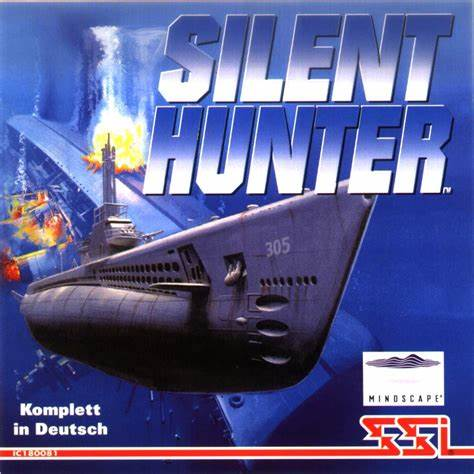 SILENT
HUNTER
TM
305
MINDSCAPE®
Komplett
in Deutsch
SSI®
IC180081